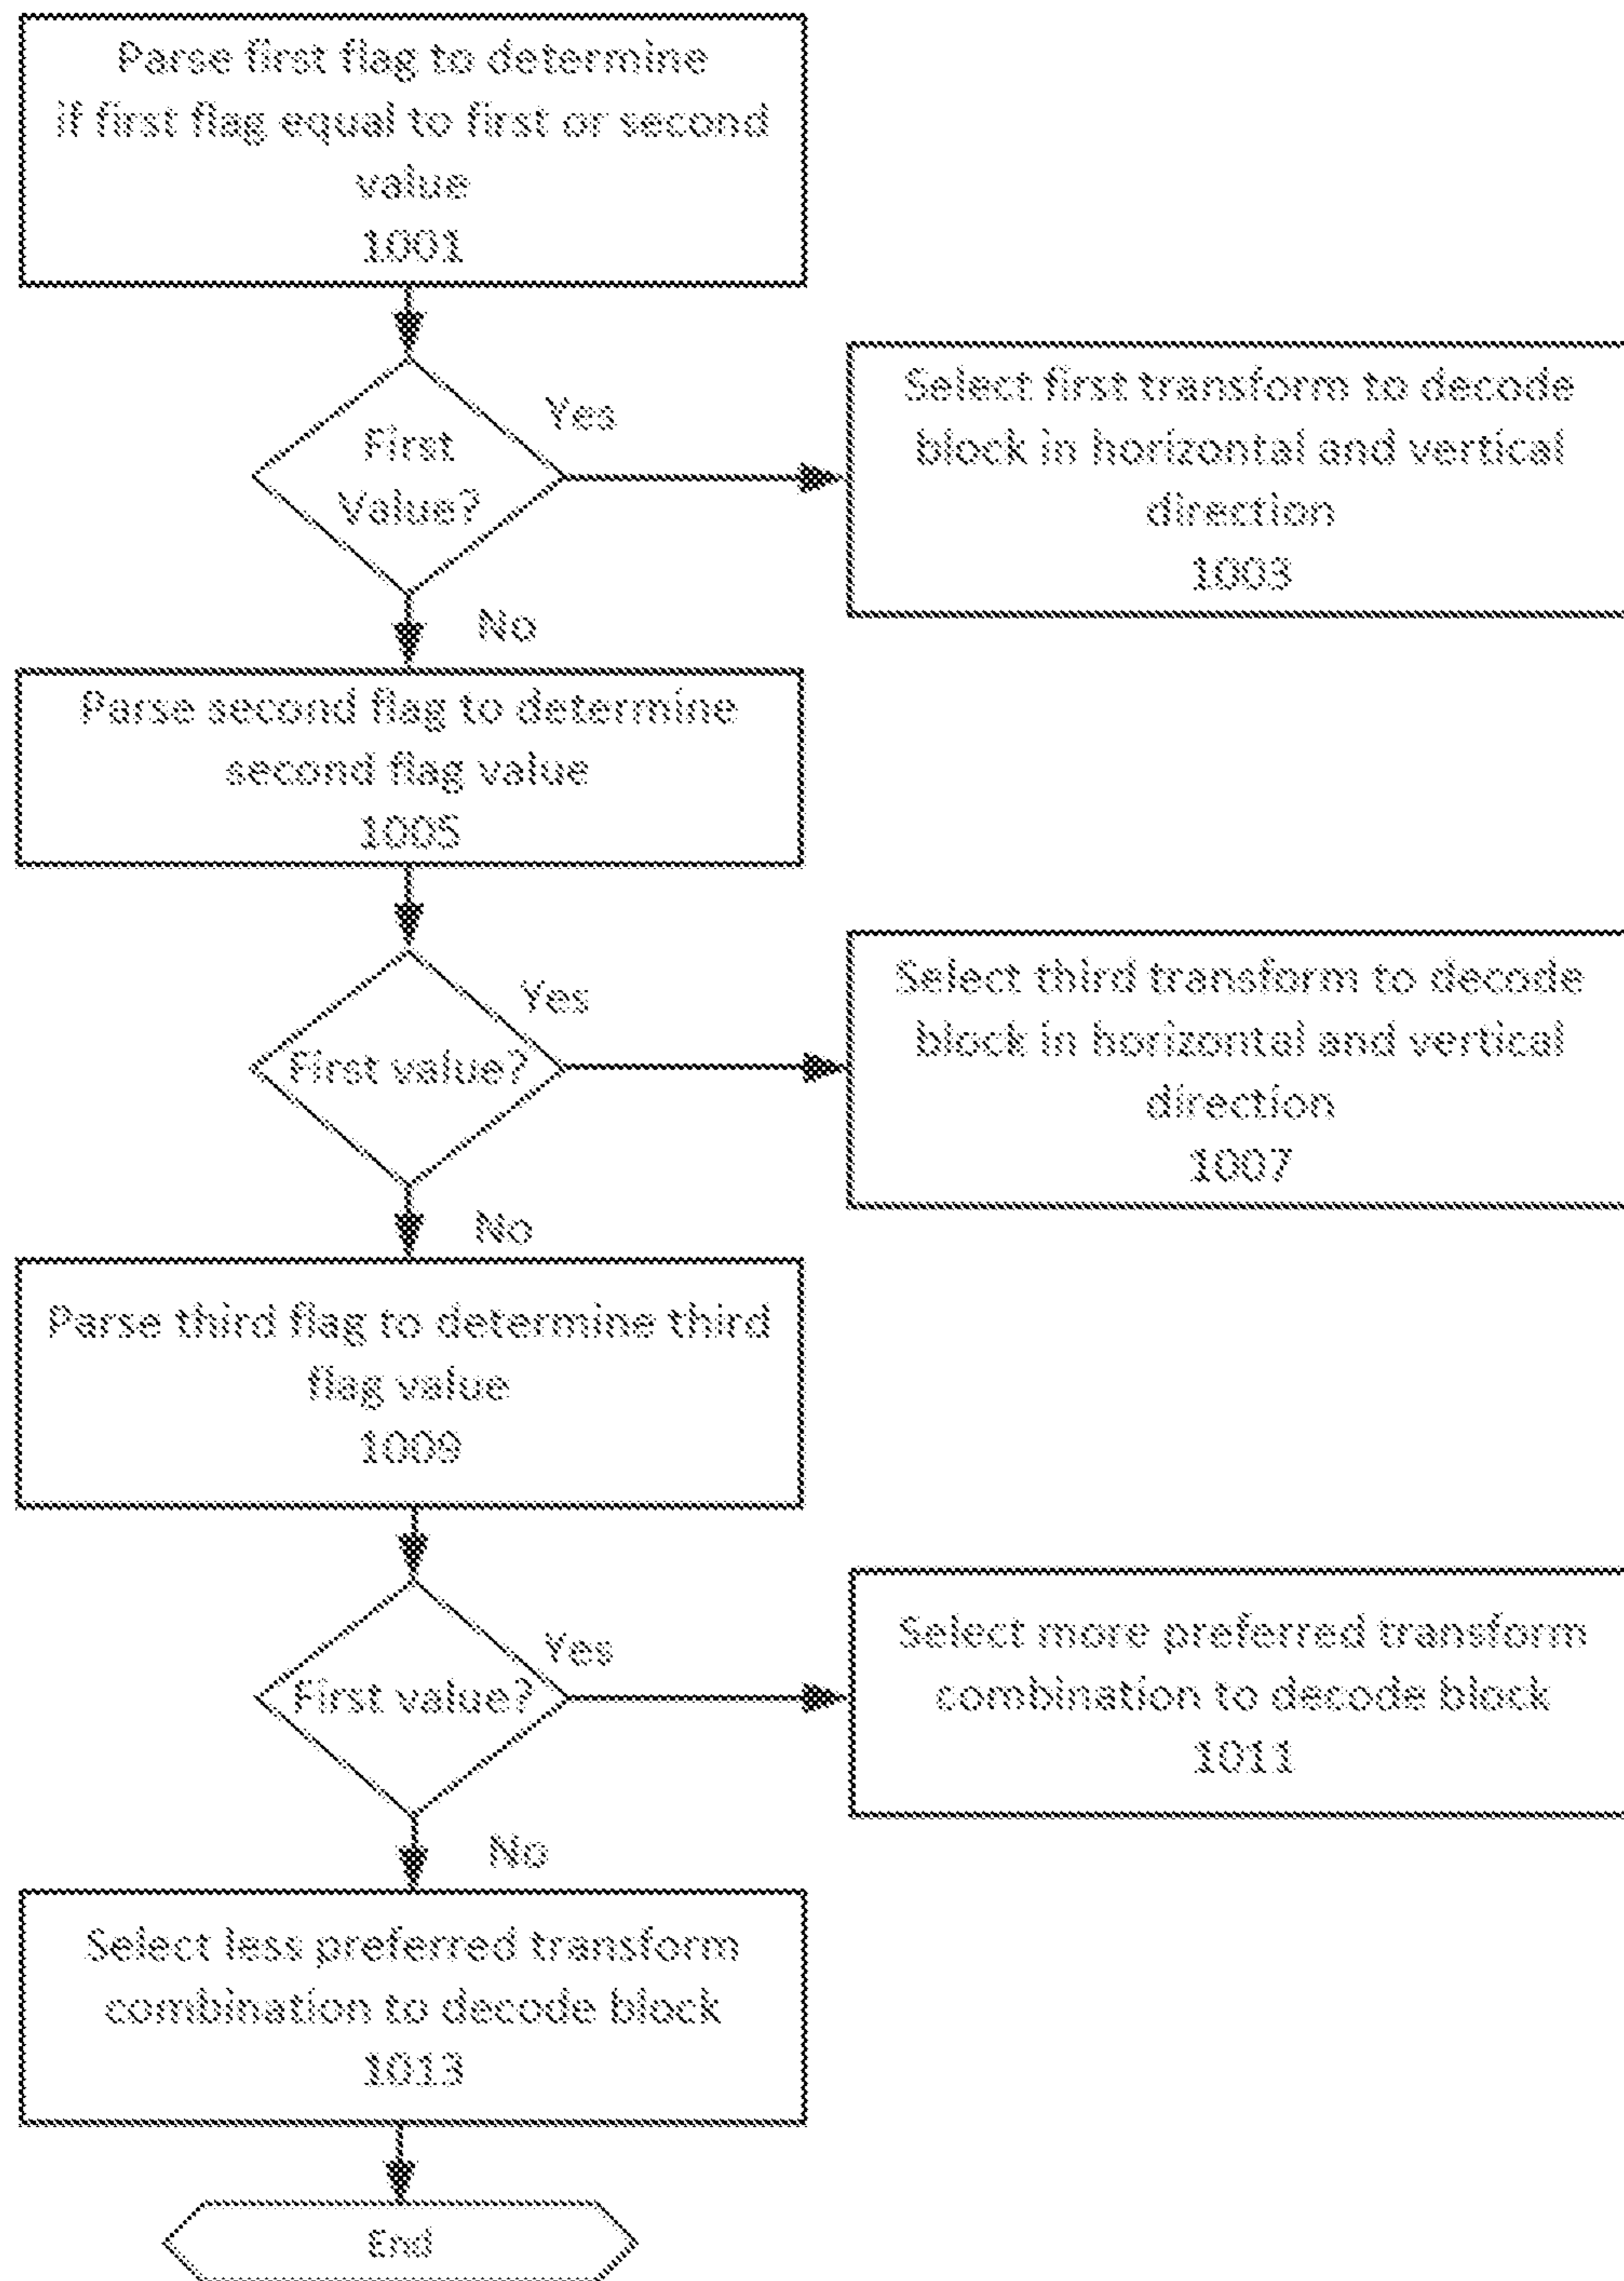 Parse first flag to determine
if first flag equal to first or second
value
1001
First
Value?
Yes
Select first transform to decode
block in horizontal and vertical
direction
1003
No
Parse second flag to determine
second flag value
1005
First value?
Yes
Select third transform to decode
block in horizontal and vertical
direction
1007
No
Parse third flag to determine third
flag value
1009
First value?
Yes
Select more preferred transform
combination to decode block
1011
No
Select less preferred transform
combination to decode block
1013
End